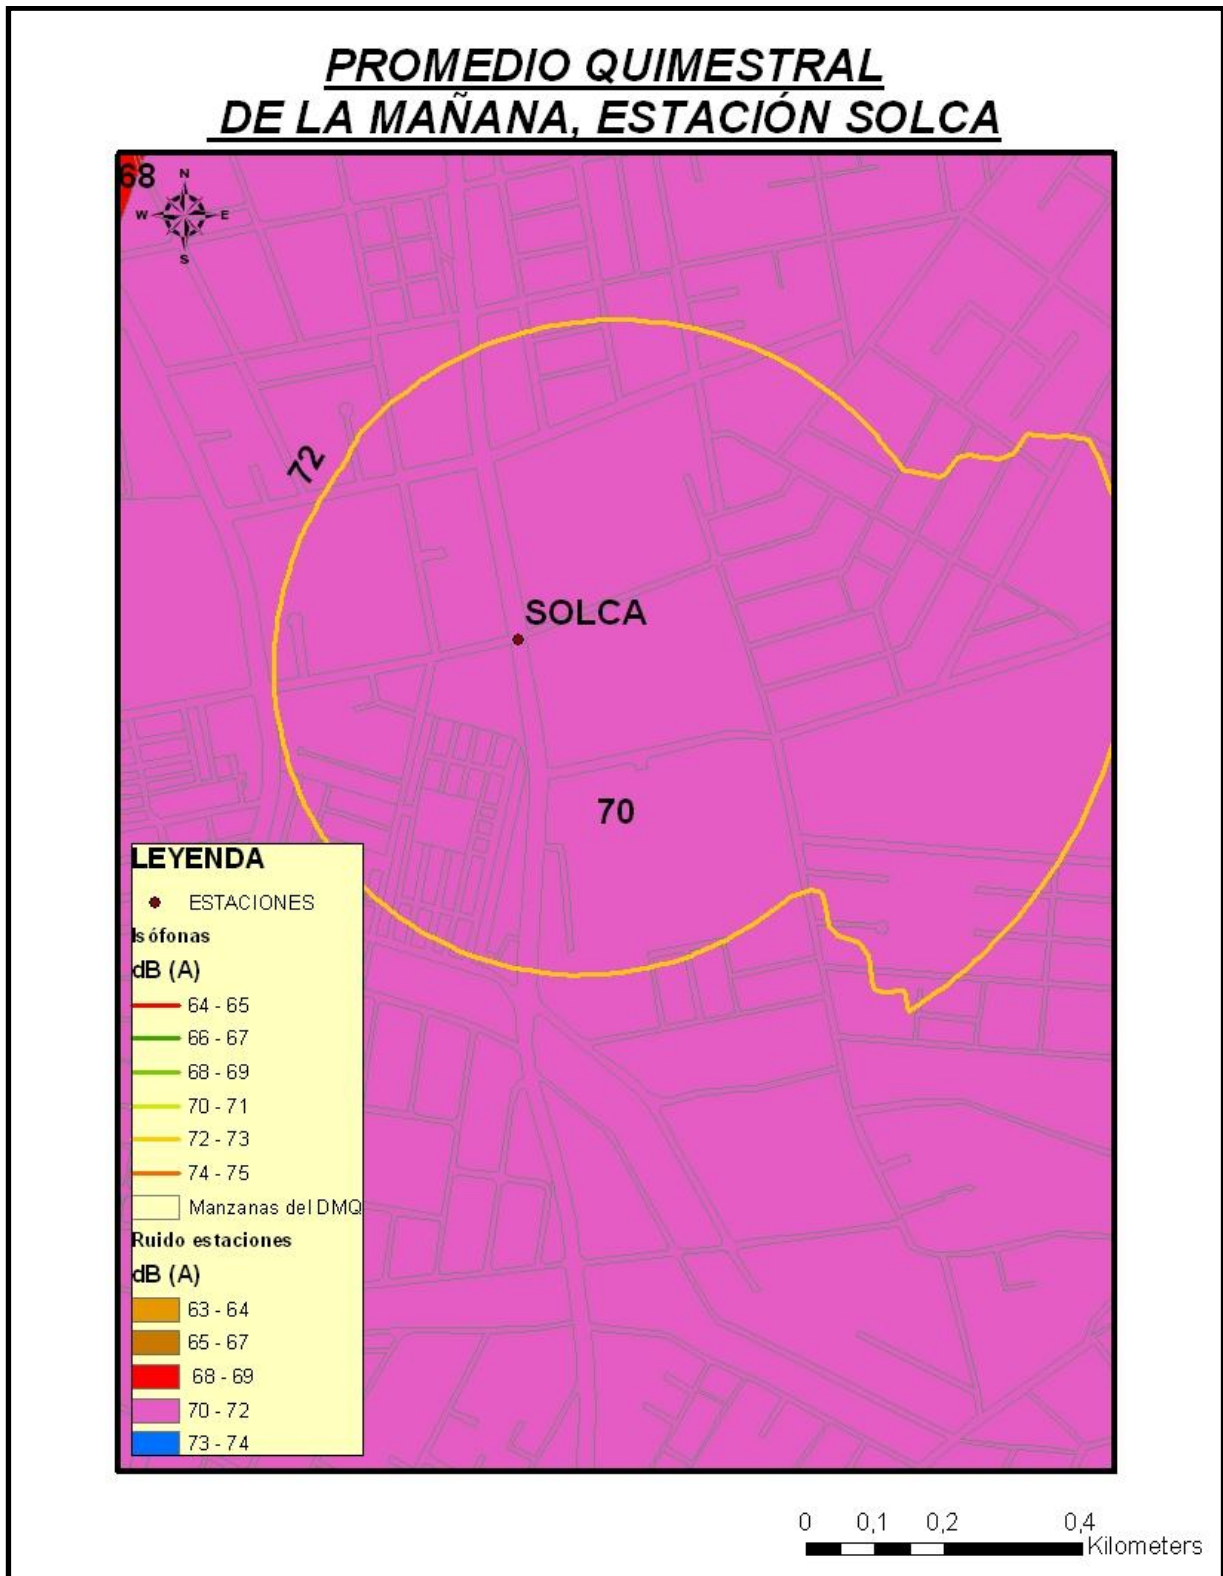 PROMEDIO QUIMESTRAL
DE LA MAÑANA, ESTACIÓN SOLCA
68
N
W E
S
72
SOLCA
70
LEYENDA
ESTACIONES
Isófonas
dB (A)
64 - 65
66 - 67
68 - 69
70 - 71
72 - 73
74 - 75
Manzanas del DMQ
Ruido estaciones
dB (A)
63 - 64
65 - 67
68 - 69
70 - 72
73 - 74
0 0,1 0,2 0,4
Kilometers